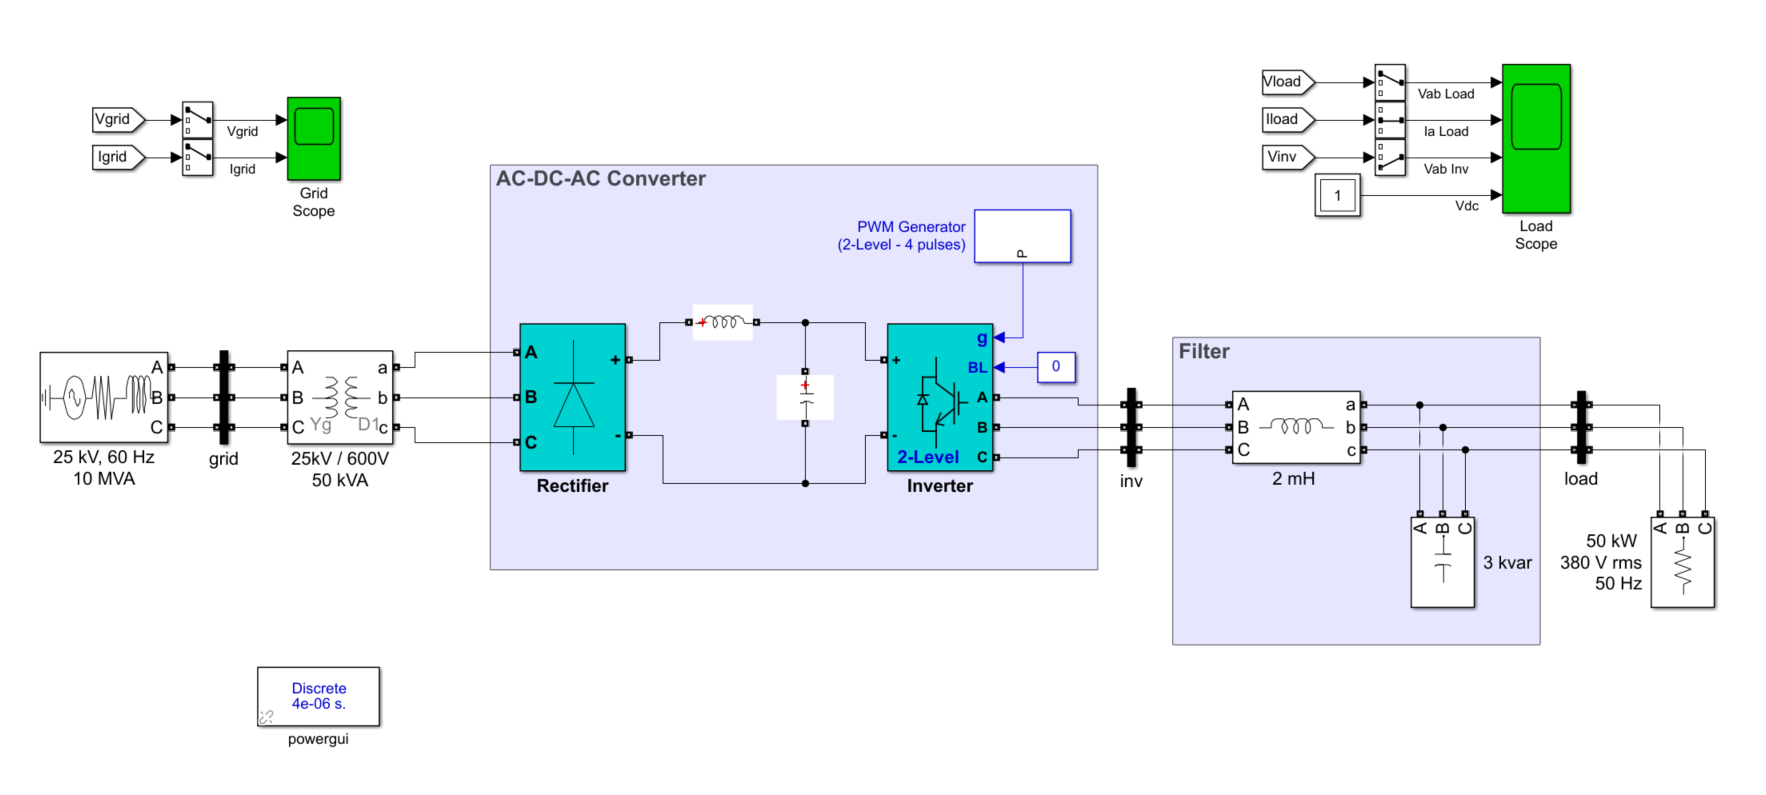 Vgrid
Vgrid
Igrid
Igrid
Grid
Scope
Vload
Vab Load
Iload
Ia Load
Vinv
Vab Inv
1
Vdc
Load
Scope
AC-DC-AC Converter
PWM Generator
(2-Level - 4 pulses)
P
A
B
C
25 kV, 60 Hz
10 MVA
grid
A
B
C
Yg
D1
a
b
c
25kV / 600V
50 kVA
A
B
C
+
-
Rectifier
+
+
+
-
g
BL
A
B
C
2-Level
Inverter
0
inv
Filter
A
B
C
a
b
c
2 mH
A
B
C
3 kvar
load
A
B
C
50 kW
380 V rms
50 Hz
Discrete
4e-06 s.
powergui